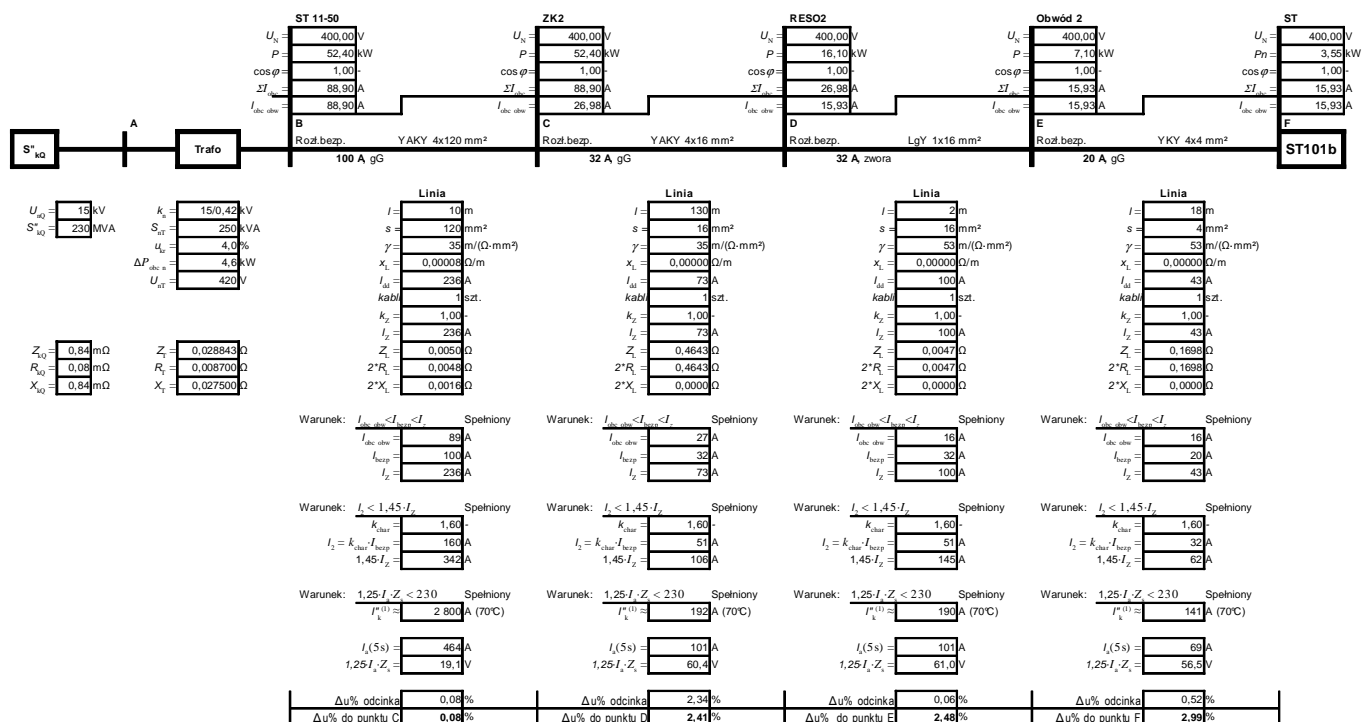 ST 11-50 ZK2 RESO2 Obwód 2 ST
U_N = 400,00 V U_N = 400,00 V U_N = 400,00 V U_N = 400,00 V U_N = 400,00 V
P = 52,40 kW P = 52,40 kW P = 16,10 kW P = 7,10 kW Pn = 3,55 kW
cosφ = 1,00 - cosφ = 1,00 - cosφ = 1,00 - cosφ = 1,00 - cosφ = 1,00 -
ΣI_obc = 88,90 A ΣI_obc = 88,90 A ΣI_obc = 26,98 A ΣI_obc = 15,93 A ΣI_obc = 15,93 A
I_obc obw = 88,90 A I_obc obw = 26,98 A I_obc obw = 15,93 A I_obc obw = 15,93 A I_obc obw = 15,93 A
A B C D E F
S"_kQ Trafo Rozł.bezp. YAKY 4x120 mm² Rozł.bezp. YAKY 4x16 mm² Rozł.bezp. LgY 1x16 mm² Rozł.bezp. YKY 4x4 mm² ST101b
100 A, gG 32 A, gG 32 A, zwora 20 A, gG
Linia Linia Linia Linia
U_nQ = 15 kV k_n = 15/0,42 kV l = 10 m l = 130 m l = 2 m l = 18 m
S"_kQ = 230 MVA S_nT = 250 kVA s = 120 mm² s = 16 mm² s = 16 mm² s = 4 mm²
u_kr = 4,0 % γ = 35 m/(Ω·mm²) γ = 35 m/(Ω·mm²) γ = 53 m/(Ω·mm²) γ = 53 m/(Ω·mm²)
ΔP_obc n = 4,6 kW x_L = 0,00008 Ω/m x_L = 0,00000 Ω/m x_L = 0,00000 Ω/m x_L = 0,00000 Ω/m
U_nT = 420 V I_dd = 236 A I_dd = 73 A I_dd = 100 A I_dd = 43 A
kabli 1 szt. kabli 1 szt. kabli 1 szt. kabli 1 szt.
k_Z = 1,00 - k_Z = 1,00 - k_Z = 1,00 - k_Z = 1,00 -
I_Z = 236 A I_Z = 73 A I_Z = 100 A I_Z = 43 A
Z_kQ = 0,84 mΩ Z_T = 0,028843 Ω Z_L = 0,0050 Ω Z_L = 0,4643 Ω Z_L = 0,0047 Ω Z_L = 0,1698 Ω
R_kQ = 0,08 mΩ R_T = 0,008700 Ω 2*R_L = 0,0048 Ω 2*R_L = 0,4643 Ω 2*R_L = 0,0047 Ω 2*R_L = 0,1698 Ω
X_kQ = 0,84 mΩ X_T = 0,027500 Ω 2*X_L = 0,0016 Ω 2*X_L = 0,0000 Ω 2*X_L = 0,0000 Ω 2*X_L = 0,0000 Ω
Warunek: I_obc obw<I_bezp<I_z Spełniony Warunek: I_obc obw<I_bezp<I_z Spełniony Warunek: I_obc obw<I_bezp<I_z Spełniony Warunek: I_obc obw<I_bezp<I_z Spełniony
I_obc obw = 89 A I_obc obw = 27 A I_obc obw = 16 A I_obc obw = 16 A
I_bezp = 100 A I_bezp = 32 A I_bezp = 32 A I_bezp = 20 A
I_Z = 236 A I_Z = 73 A I_Z = 100 A I_Z = 43 A
Warunek: I_2 < 1,45·I_Z Spełniony Warunek: I_2 < 1,45·I_Z Spełniony Warunek: I_2 < 1,45·I_Z Spełniony Warunek: I_2 < 1,45·I_Z Spełniony
k_char = 1,60 - k_char = 1,60 - k_char = 1,60 - k_char = 1,60 -
I_2 = k_char·I_bezp = 160 A I_2 = k_char·I_bezp = 51 A I_2 = k_char·I_bezp = 51 A I_2 = k_char·I_bezp = 32 A
1,45·I_Z = 342 A 1,45·I_Z = 106 A 1,45·I_Z = 145 A 1,45·I_Z = 62 A
Warunek: 1,25·I_a·Z_s < 230 Spełniony Warunek: 1,25·I_a·Z_s < 230 Spełniony Warunek: 1,25·I_a·Z_s < 230 Spełniony Warunek: 1,25·I_a·Z_s < 230 Spełniony
I"_k^(1) ≈ 2 800 A (70°C) I"_k^(1) ≈ 192 A (70°C) I"_k^(1) ≈ 190 A (70°C) I"_k^(1) ≈ 141 A (70°C)
I_a(5 s) = 464 A I_a(5 s) = 101 A I_a(5 s) = 101 A I_a(5 s) = 69 A
1,25·I_a·Z_s = 19,1 V 1,25·I_a·Z_s = 60,4 V 1,25·I_a·Z_s = 61,0 V 1,25·I_a·Z_s = 56,5 V
Δu% odcinka 0,08 % Δu% odcinka 2,34 % Δu% odcinka 0,06 % Δu% odcinka 0,52 %
Δu% do punktu C 0,08 % Δu% do punktu D 2,41 % Δu% do punktu E 2,48 % Δu% do punktu F 2,99 %